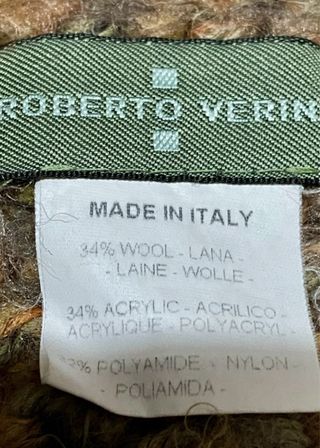 ROBERTO VERIN
MADE IN ITALY
34% WOOL - LANA -
- LAINE - WOLLE -
34% ACRYLIC - ACRILICO -
ACRYLIQUE - POLYACRYL -
POLYAMIDE - NYLON -
- POLIAMIDA -